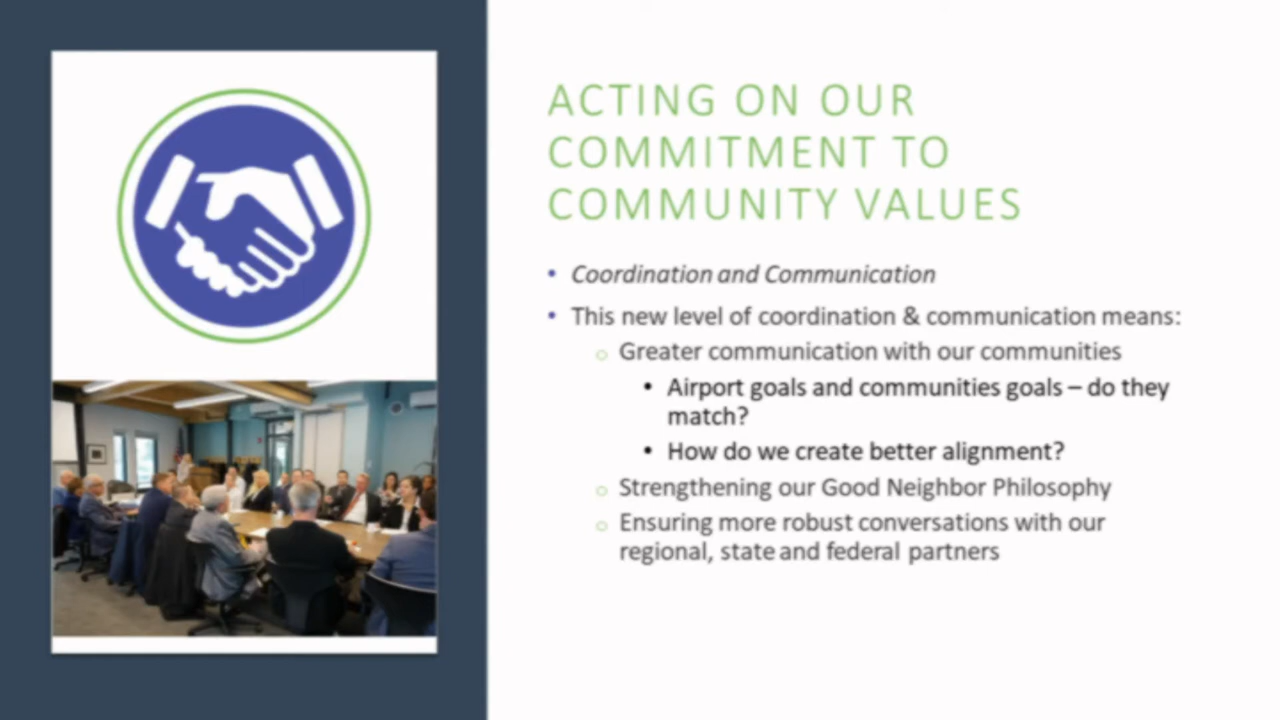 ACTING ON OUR
COMMITMENT TO
COMMUNITY VALUES
• Coordination and Communication
• This new level of coordination & communication means:
o Greater communication with our communities
• Airport goals and communities goals – do they
match?
• How do we create better alignment?
o Strengthening our Good Neighbor Philosophy
o Ensuring more robust conversations with our
regional, state and federal partners